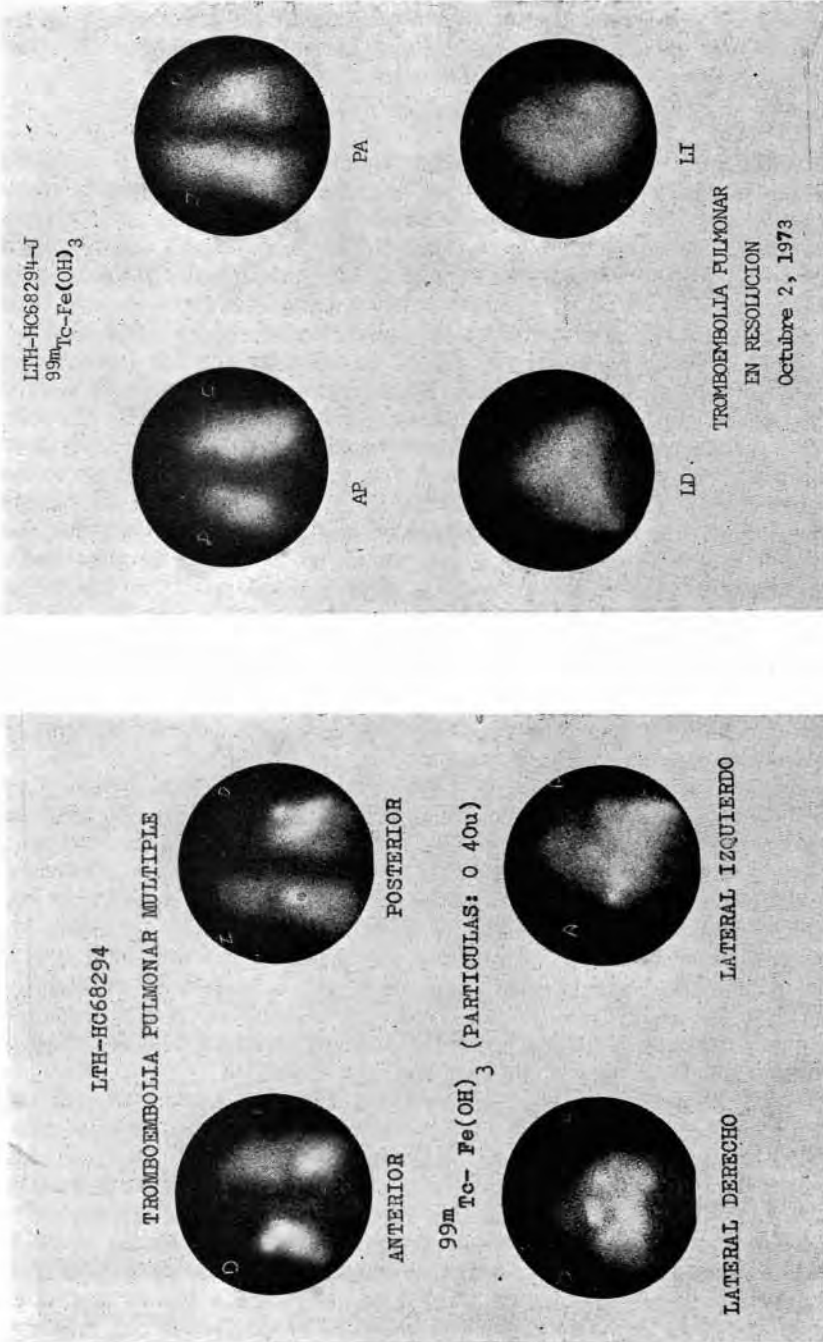 LTH-HC68294
TROMBOEMBOLIA PULMONAR MULTIPLE
D
I D
ANTERIOR POSTERIOR
99mTc- Fe(OH)3 (PARTICULAS: 0 40u)
A
LATERAL DERECHO LATERAL IZQUIERDO
LTH-HC68294-J
99mTc-Fe(OH)3
AP PA
LD. LI
TROMBOEMBOLIA PULMONAR
EN RESOLUCION
Octubre 2, 1973